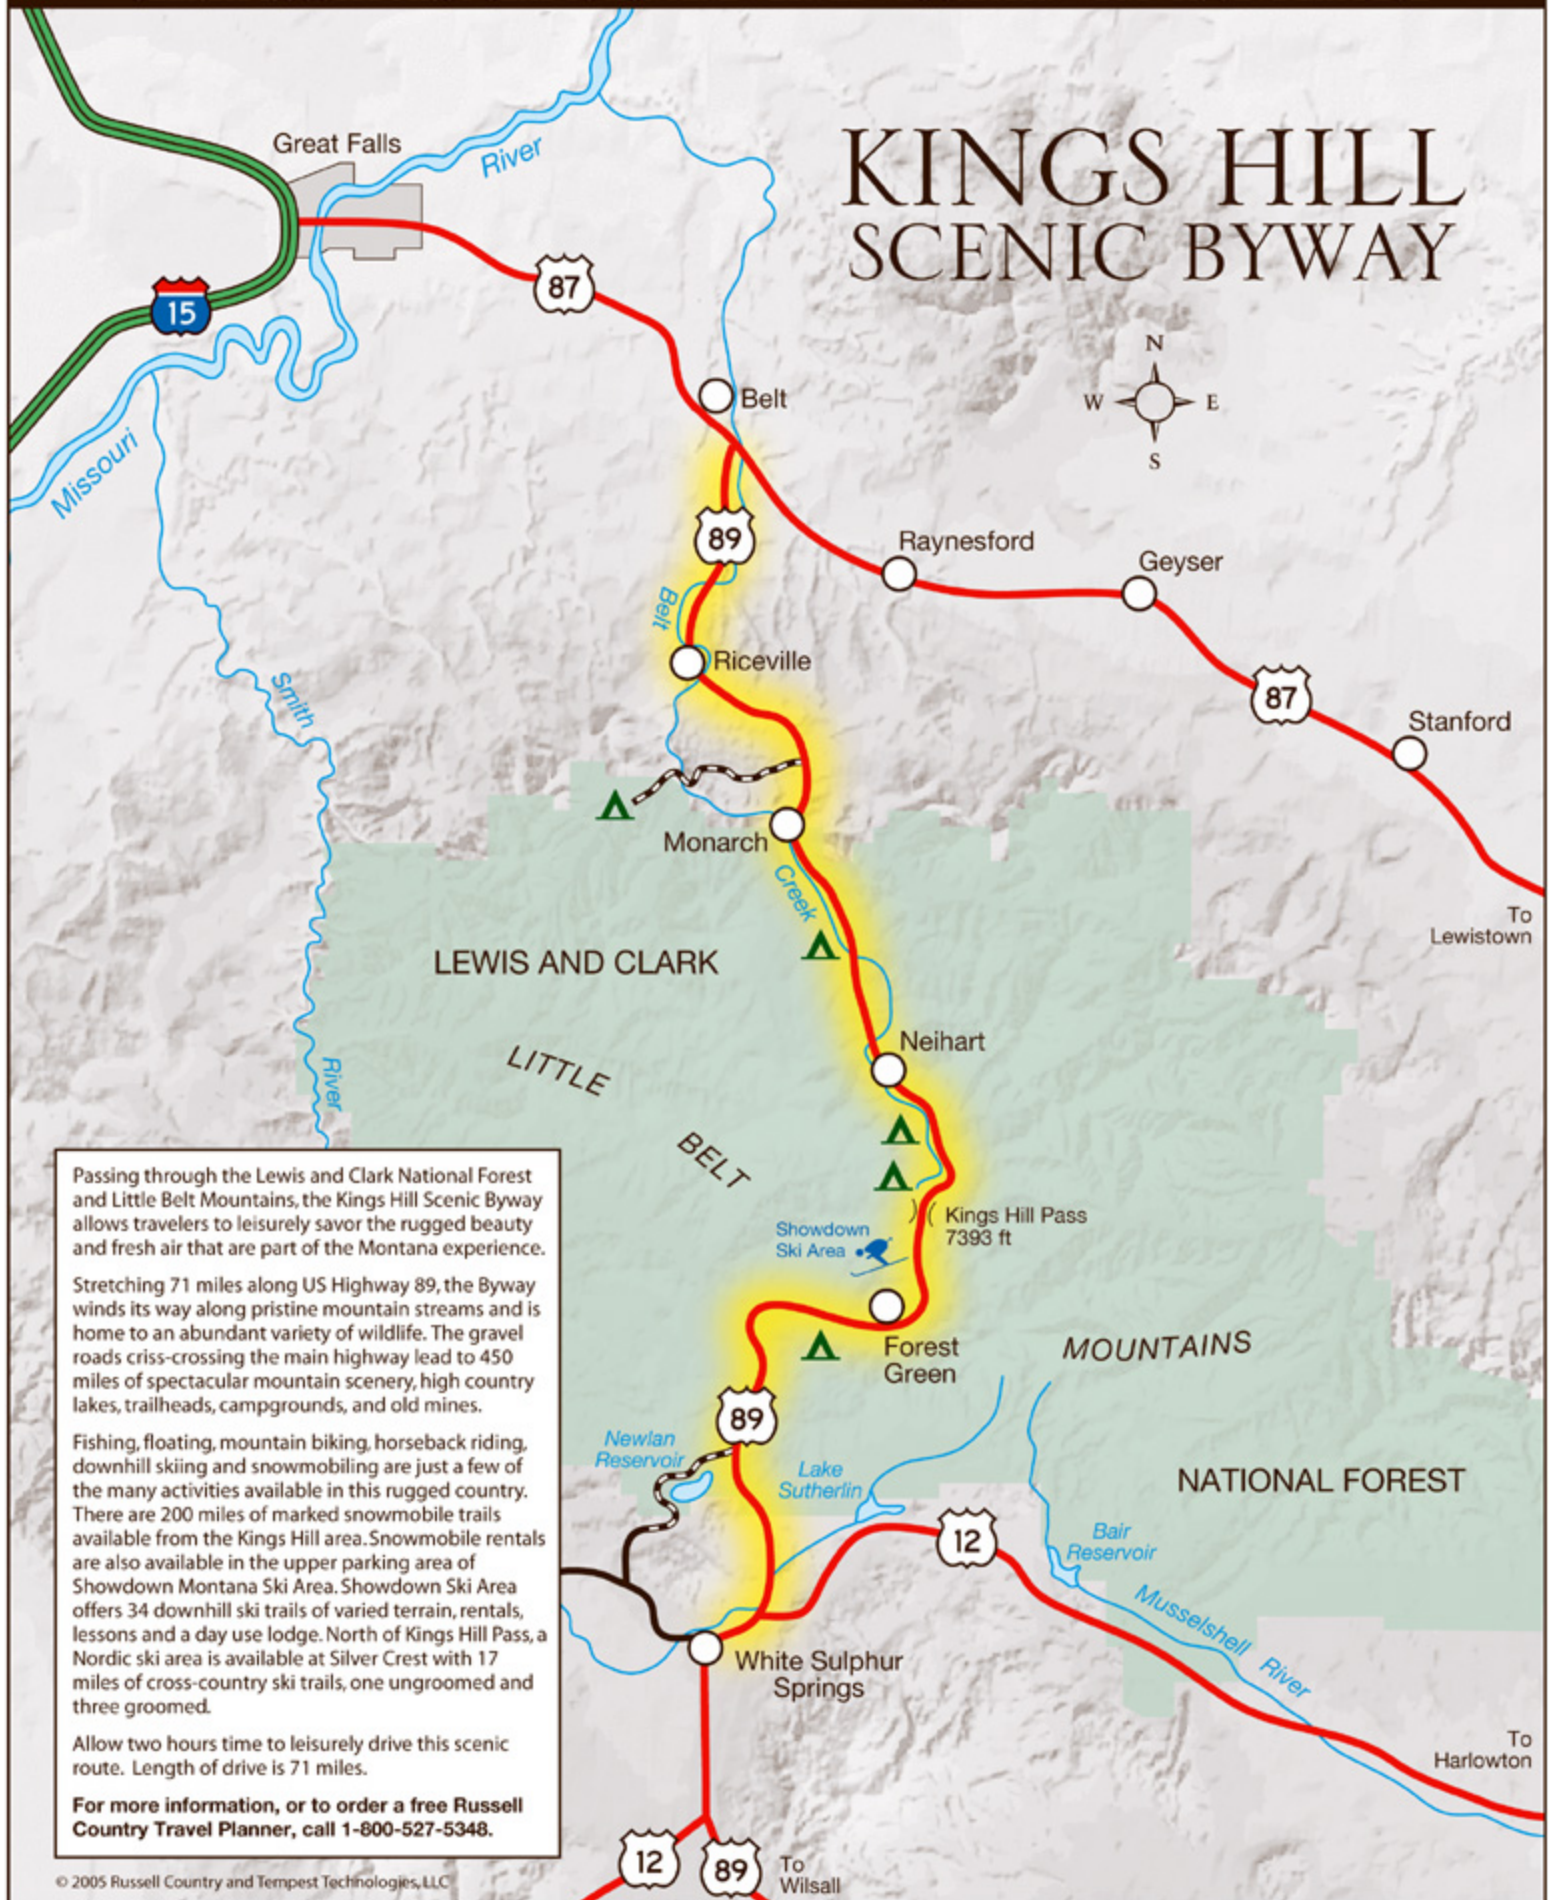 KINGS HILL
SCENIC BYWAY
Great Falls
River
87
15
N
W E
S
Belt
Missouri
89
Raynesford
Geyser
Belt
Riceville
Smith
87
Stanford
Monarch
Creek
To
Lewistown
LEWIS AND CLARK
Neihart
LITTLE
River
BELT
Showdown
Ski Area
Kings Hill Pass
7393 ft
Forest
Green
MOUNTAINS
89
Newlan
Reservoir
Lake
Sutherlin
NATIONAL FOREST
12
Bair
Reservoir
Musselshell River
White Sulphur
Springs
To
Harlowton
12
89
To
Wilsall
Passing through the Lewis and Clark National Forest
and Little Belt Mountains, the Kings Hill Scenic Byway
allows travelers to leisurely savor the rugged beauty
and fresh air that are part of the Montana experience.
Stretching 71 miles along US Highway 89, the Byway
winds its way along pristine mountain streams and is
home to an abundant variety of wildlife. The gravel
roads criss-crossing the main highway lead to 450
miles of spectacular mountain scenery, high country
lakes, trailheads, campgrounds, and old mines.
Fishing, floating, mountain biking, horseback riding,
downhill skiing and snowmobiling are just a few of
the many activities available in this rugged country.
There are 200 miles of marked snowmobile trails
available from the Kings Hill area. Snowmobile rentals
are also available in the upper parking area of
Showdown Montana Ski Area. Showdown Ski Area
offers 34 downhill ski trails of varied terrain, rentals,
lessons and a day use lodge. North of Kings Hill Pass, a
Nordic ski area is available at Silver Crest with 17
miles of cross-country ski trails, one ungroomed and
three groomed.
Allow two hours time to leisurely drive this scenic
route. Length of drive is 71 miles.
For more information, or to order a free Russell
Country Travel Planner, call 1-800-527-5348.
© 2005 Russell Country and Tempest Technologies, LLC